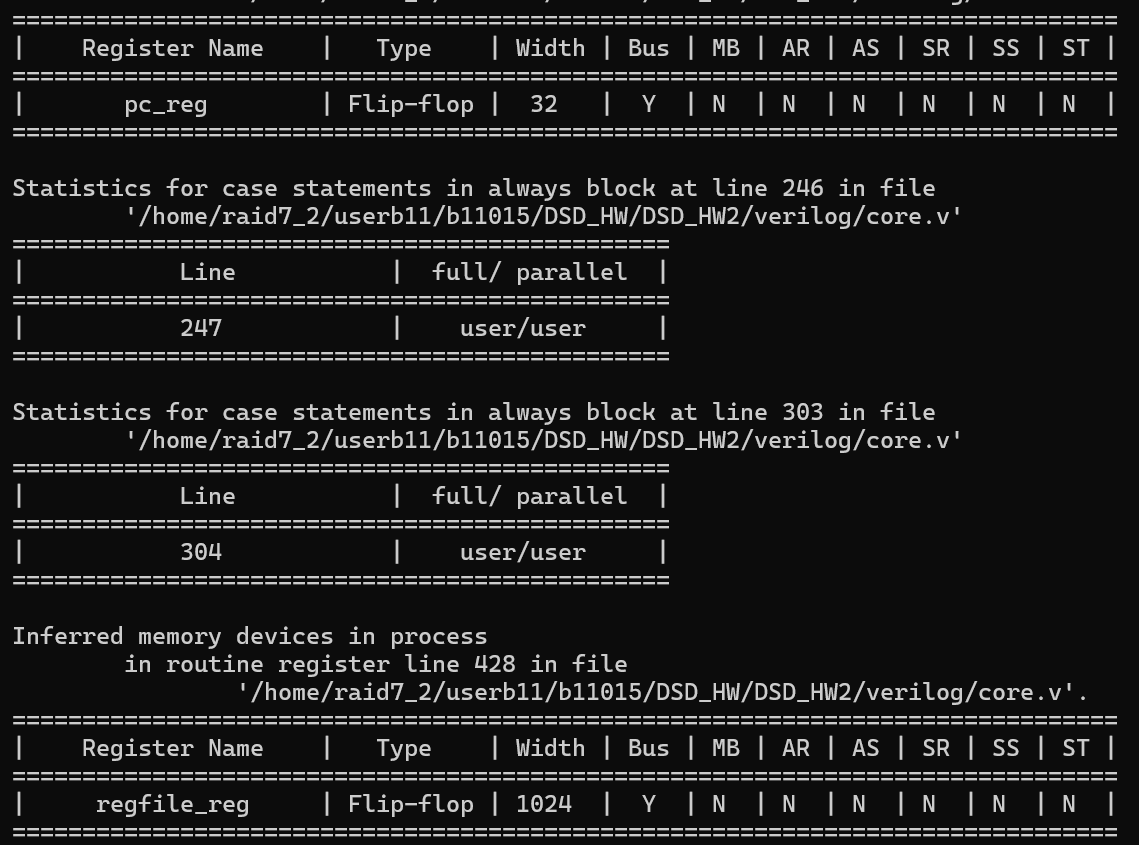 ===============================================================================
|    Register Name    |   Type    | Width | Bus | MB | AR | AS | SR | SS | ST |
===============================================================================
|       pc_reg        | Flip-flop |  32   |  Y  | N  | N  | N  | N  | N  | N  |
===============================================================================
Statistics for case statements in always block at line 246 in file
        '/home/raid7_2/userb11/b11015/DSD_HW/DSD_HW2/verilog/core.v'
===============================================
|           Line           |  full/ parallel  |
===============================================
|           247            |    user/user     |
===============================================
Statistics for case statements in always block at line 303 in file
        '/home/raid7_2/userb11/b11015/DSD_HW/DSD_HW2/verilog/core.v'
===============================================
|           Line           |  full/ parallel  |
===============================================
|           304            |    user/user     |
===============================================
Inferred memory devices in process
        in routine register line 428 in file
                '/home/raid7_2/userb11/b11015/DSD_HW/DSD_HW2/verilog/core.v'.
===============================================================================
|    Register Name    |   Type    | Width | Bus | MB | AR | AS | SR | SS | ST |
===============================================================================
|     regfile_reg     | Flip-flop | 1024  |  Y  | N  | N  | N  | N  | N  | N  |
===============================================================================